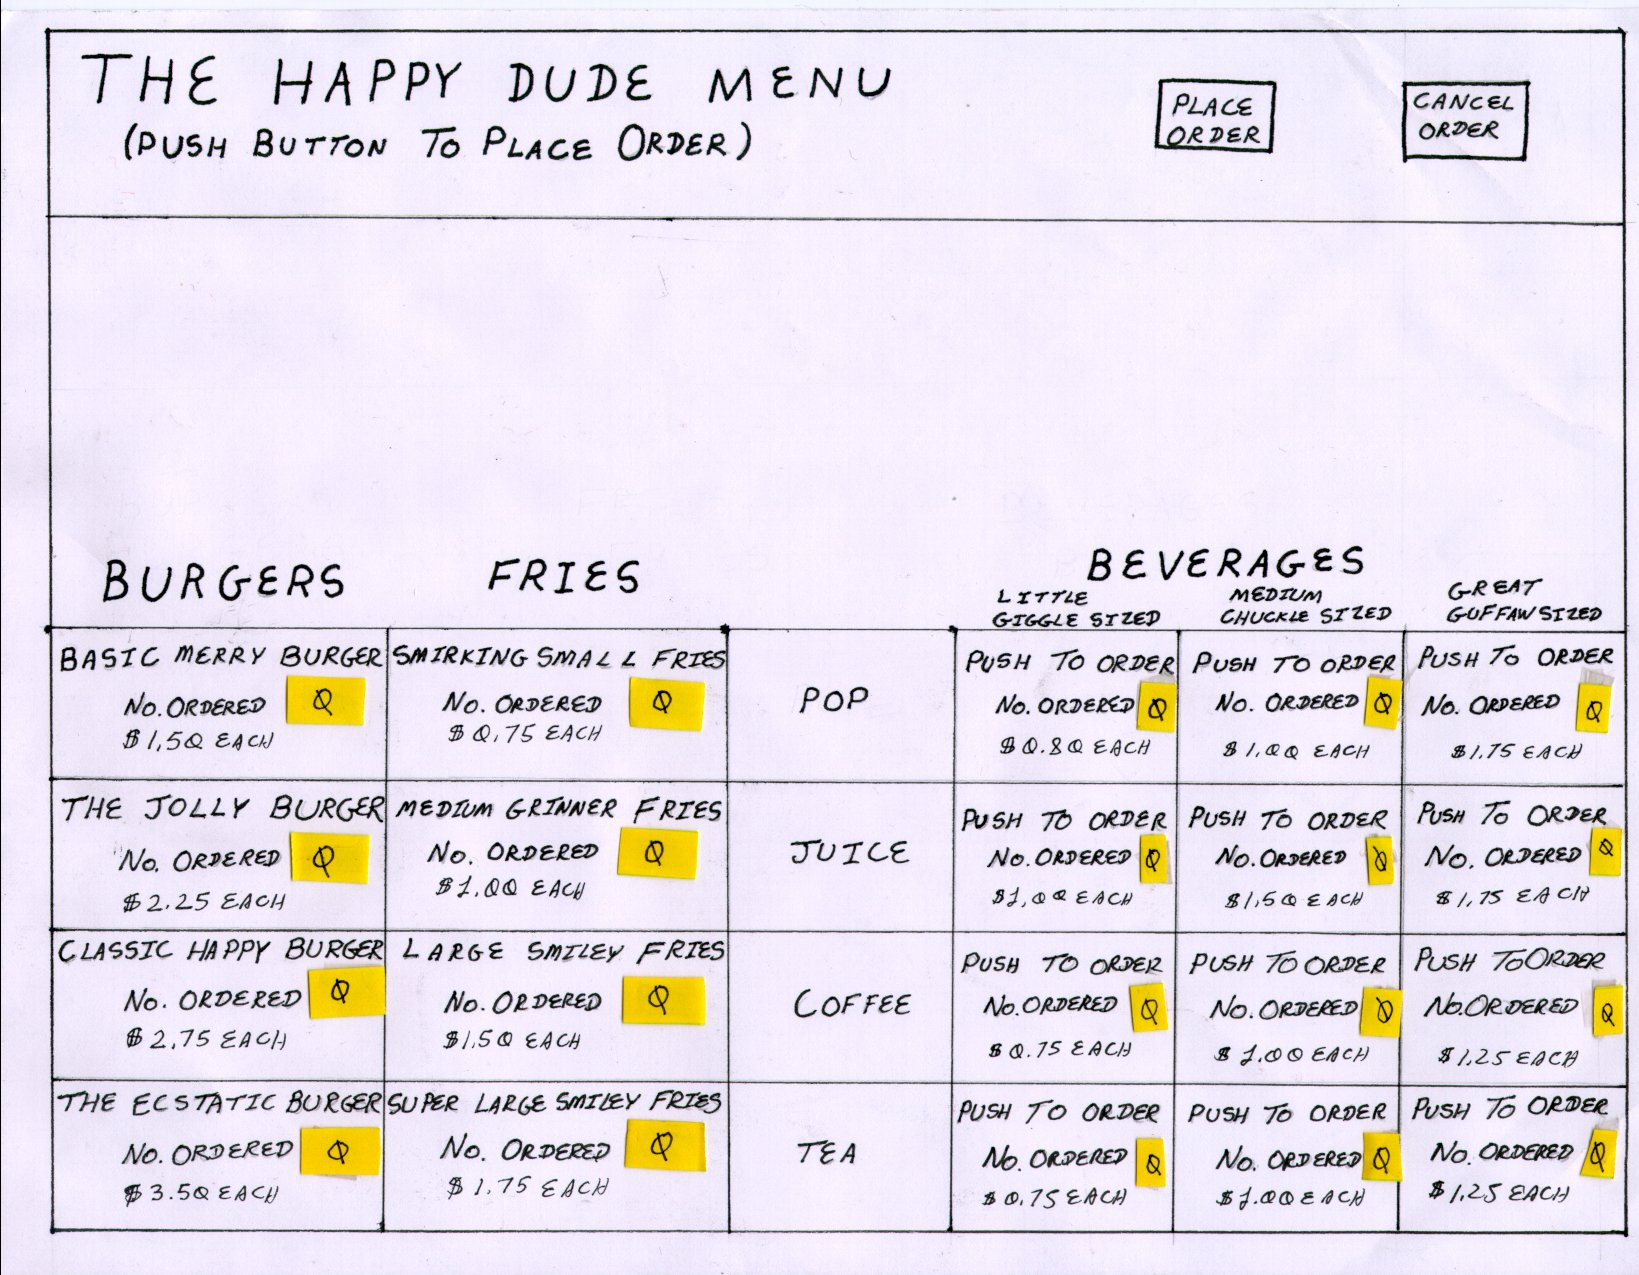 THE HAPPY DUDE MENU
(PUSH BUTTON TO PLACE ORDER)
PLACE
ORDER
CANCEL
ORDER
BURGERS
FRIES
BEVERAGES
LITTLE
GIGGLE SIZED
MEDIUM
CHUCKLE SIZED
GREAT
GUFFAW SIZED
BASIC MERRY BURGER
No. ORDERED 0
$1.50 EACH
SMIRKING SMALL FRIES
No. ORDERED 0
$0.75 EACH
POP
PUSH TO ORDER
No. ORDERED 0
$0.80 EACH
PUSH TO ORDER
No. ORDERED 0
$1.00 EACH
PUSH TO ORDER
No. ORDERED 0
$1.75 EACH
THE JOLLY BURGER
No. ORDERED 0
$2.25 EACH
MEDIUM GRINNER FRIES
No. ORDERED 0
$1.00 EACH
JUICE
PUSH TO ORDER
No. ORDERED 0
$1.00 EACH
PUSH TO ORDER
No. ORDERED 0
$1.50 EACH
PUSH TO ORDER
No. ORDERED 0
$1.75 EACH
CLASSIC HAPPY BURGER
No. ORDERED 0
$2.75 EACH
LARGE SMILEY FRIES
No. ORDERED 0
$1.50 EACH
COFFEE
PUSH TO ORDER
No. ORDERED 0
$0.75 EACH
PUSH TO ORDER
No. ORDERED 0
$1.00 EACH
PUSH TO ORDER
No. ORDERED 0
$1.25 EACH
THE ECSTATIC BURGER
No. ORDERED 0
$3.50 EACH
SUPER LARGE SMILEY FRIES
No. ORDERED 0
$1.75 EACH
TEA
PUSH TO ORDER
No. ORDERED 0
$0.75 EACH
PUSH TO ORDER
No. ORDERED 0
$1.00 EACH
PUSH TO ORDER
No. ORDERED 0
$1.25 EACH